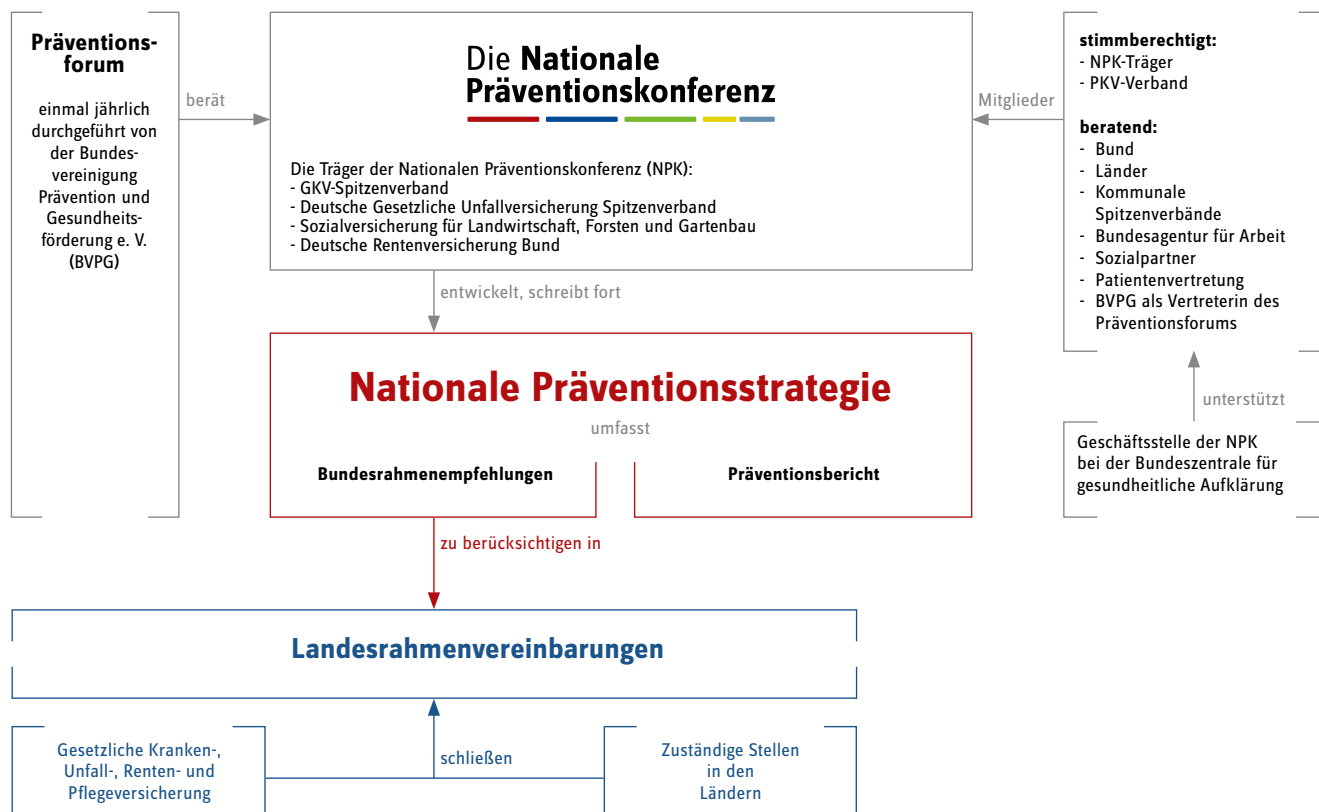 Präventions-
forum
einmal jährlich
durchgeführt von
der Bundes-
vereinigung
Prävention und
Gesundheits-
förderung e. V.
(BVPG)
berät
Die Nationale
Präventionskonferenz
Die Träger der Nationalen Präventionskonferenz (NPK):
- GKV-Spitzenverband
- Deutsche Gesetzliche Unfallversicherung Spitzenverband
- Sozialversicherung für Landwirtschaft, Forsten und Gartenbau
- Deutsche Rentenversicherung Bund
Mitglieder
stimmberechtigt:
- NPK-Träger
- PKV-Verband
beratend:
- Bund
- Länder
- Kommunale
Spitzenverbände
- Bundesagentur für Arbeit
- Sozialpartner
- Patientenvertretung
- BVPG als Vertreterin des
Präventionsforums
unterstützt
Geschäftsstelle der NPK
bei der Bundeszentrale für
gesundheitliche Aufklärung
entwickelt, schreibt fort
Nationale Präventionsstrategie
umfasst
Bundesrahmenempfehlungen
Präventionsbericht
zu berücksichtigen in
Landesrahmenvereinbarungen
Gesetzliche Kranken-,
Unfall-, Renten- und
Pflegeversicherung
schließen
Zuständige Stellen
in den
Ländern